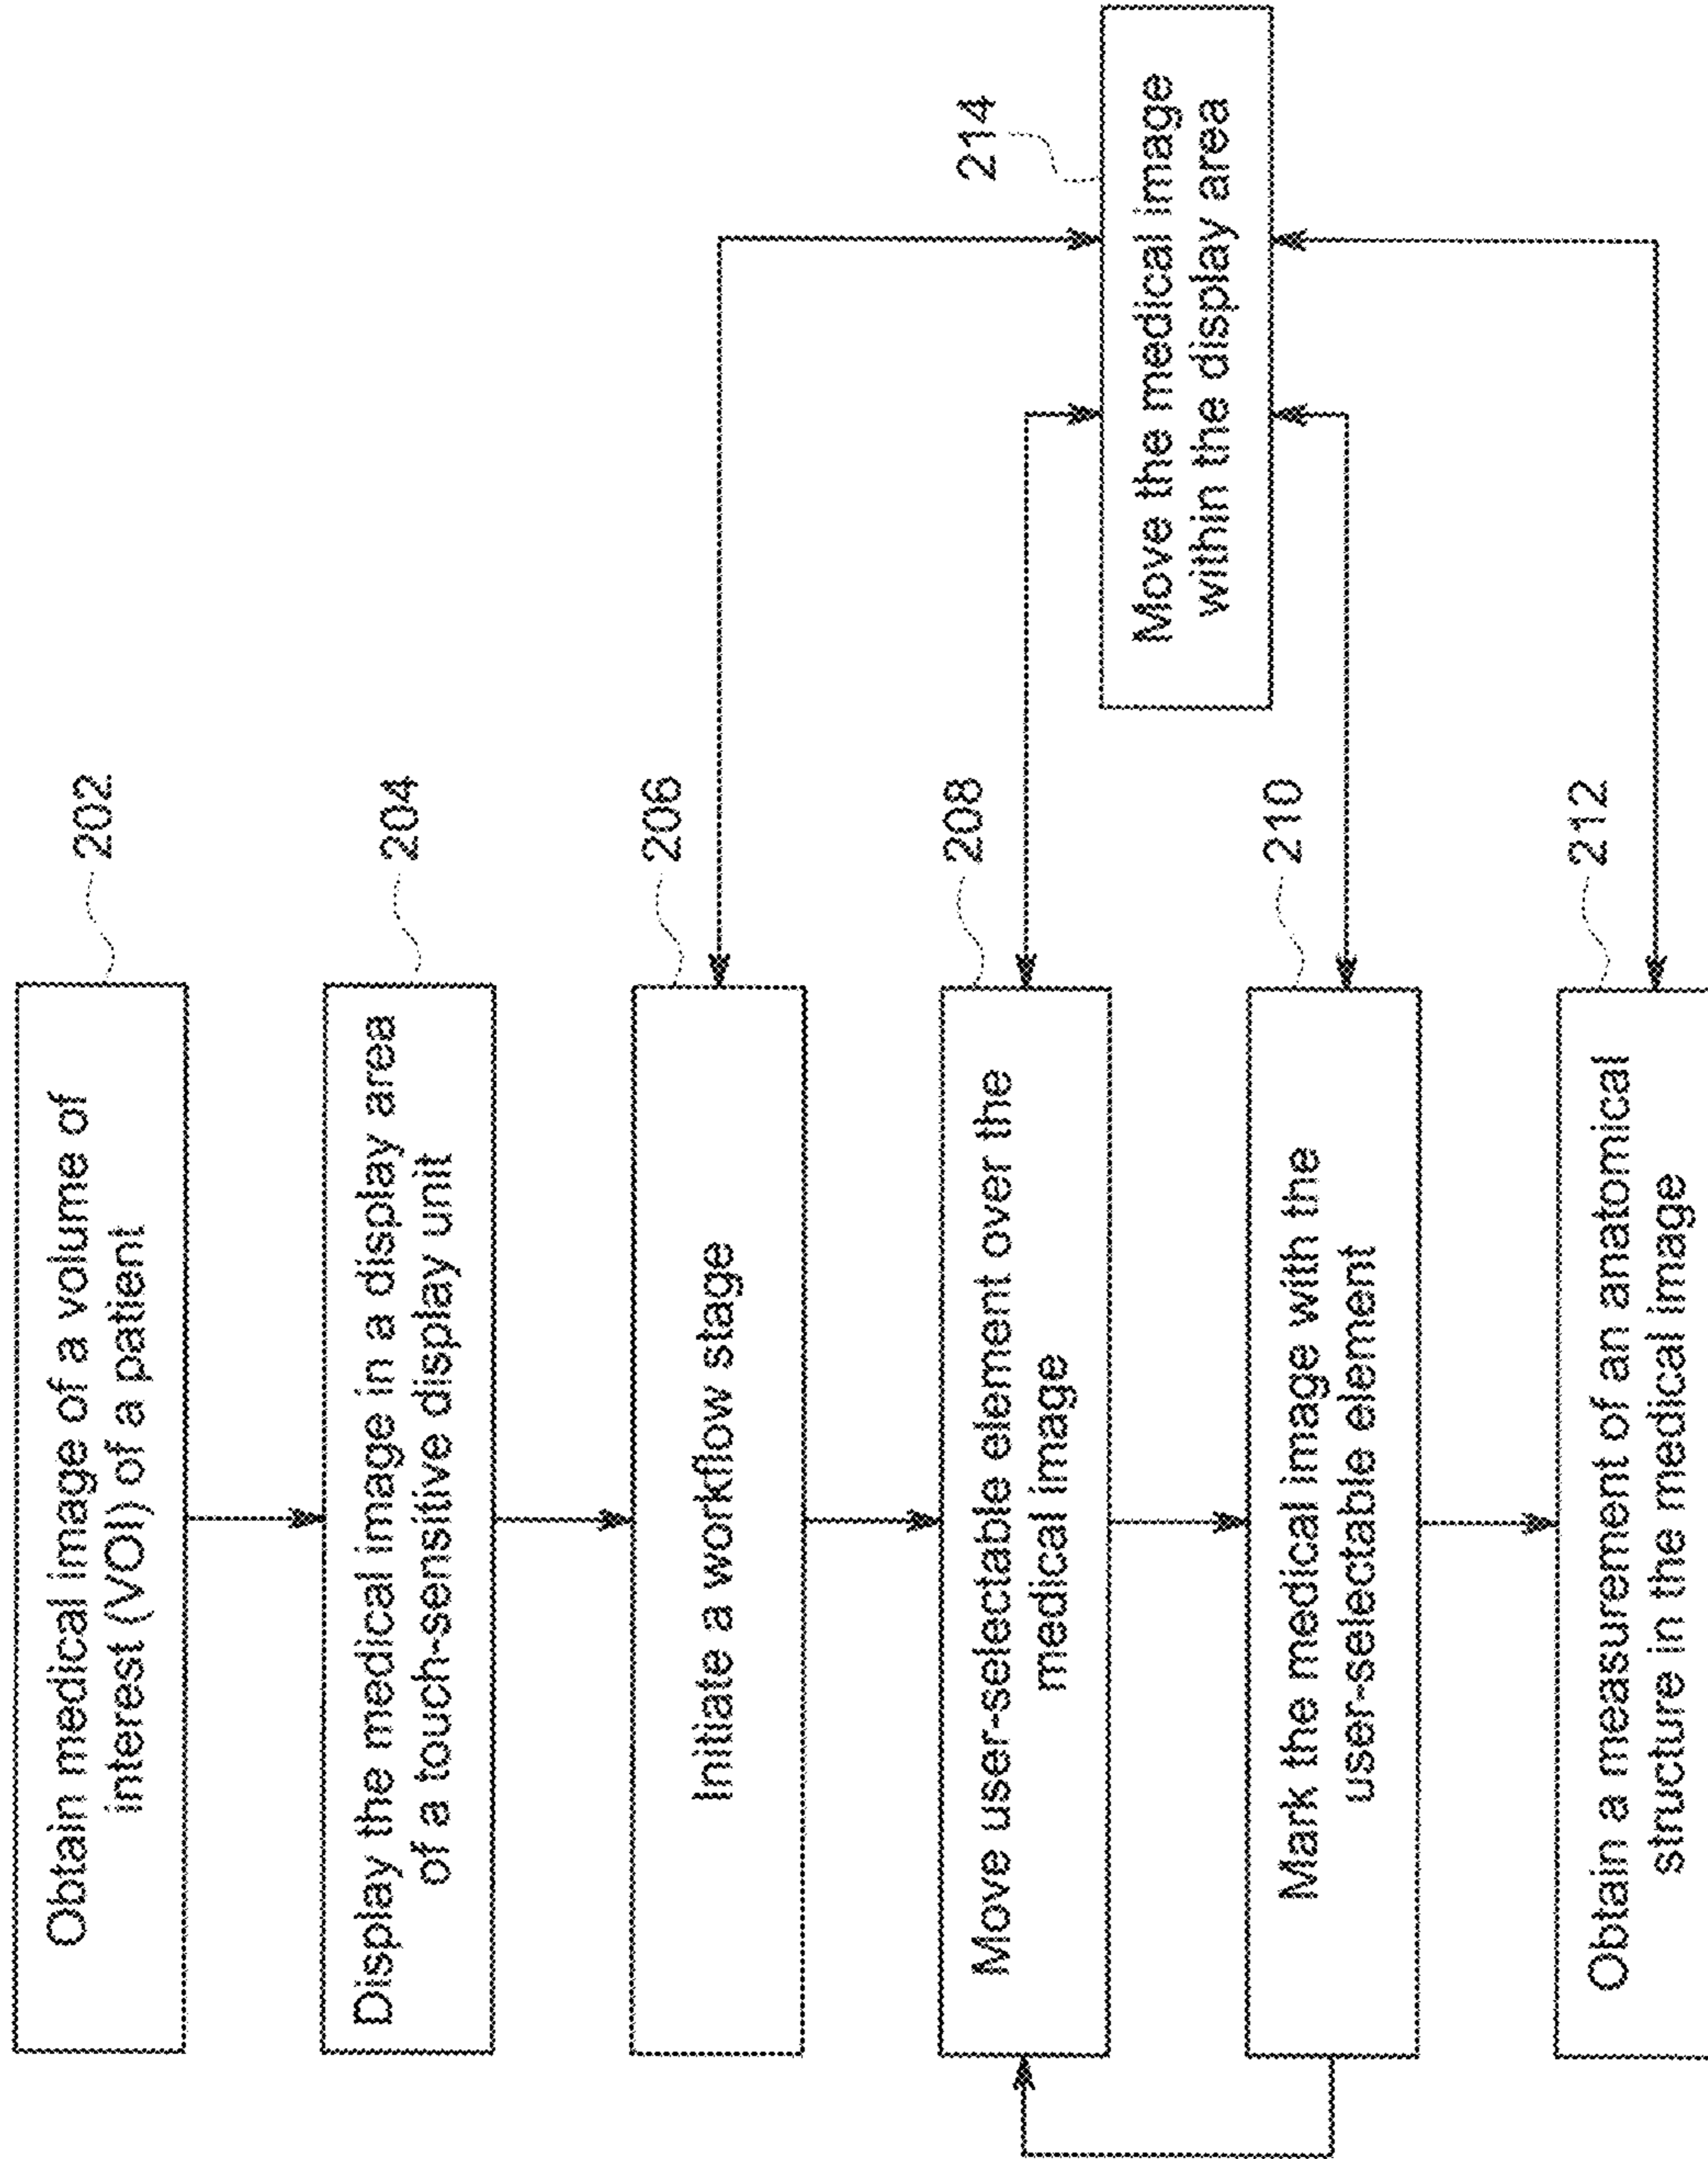 Obtain medical image of a volume of
interest (VOI) of a patient
202
Display the medical image in a display area
of a touch-sensitive display unit
204
Initiate a workflow stage
206
Move user-selectable element over the
medical image
208
Mark the medical image with the
user-selectable element
210
Obtain a measurement of an anatomical
structure in the medical image
212
Move the medical image
within the display area
214